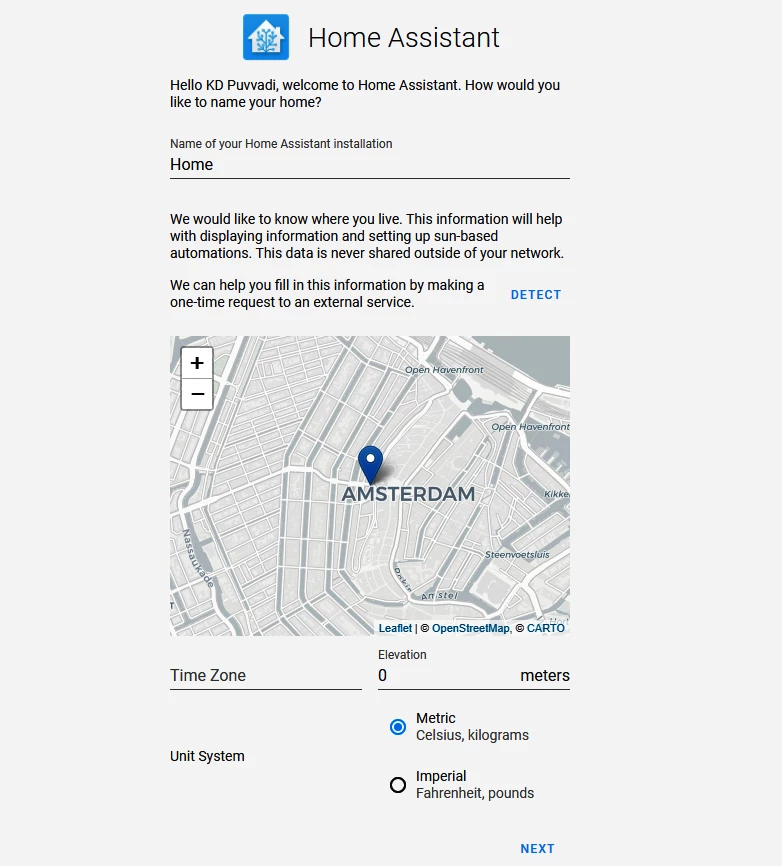 Home Assistant
Hello KD Puvvadi, welcome to Home Assistant. How would you
like to name your home?
Name of your Home Assistant installation
Home
We would like to know where you live. This information will help
with displaying information and setting up sun-based
automations. This data is never shared outside of your network.
We can help you fill in this information by making a
one-time request to an external service.
DETECT
+
−
Open Havenfront
Open Havenfront
AMSTERDAM
Kikke
Nassaukade
Steenvoetsluis
Rokin
Amstel
T
Leaflet | © OpenStreetMap, © CARTO
Elevation
Time Zone
0 meters
Metric
Celsius, kilograms
Unit System
Imperial
Fahrenheit, pounds
NEXT